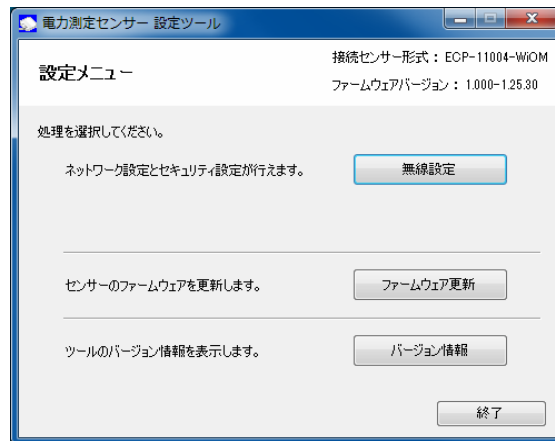 電力測定センサー 設定ツール
設定メニュー
接続センサー形式： ECP-11004-WiOM
ファームウェアバージョン： 1.000-1.25.30
処理を選択してください。
ネットワーク設定とセキュリティ設定が行えます。
無線設定
センサーのファームウェアを更新します。
ファームウェア更新
ツールのバージョン情報を表示します。
バージョン情報
終了